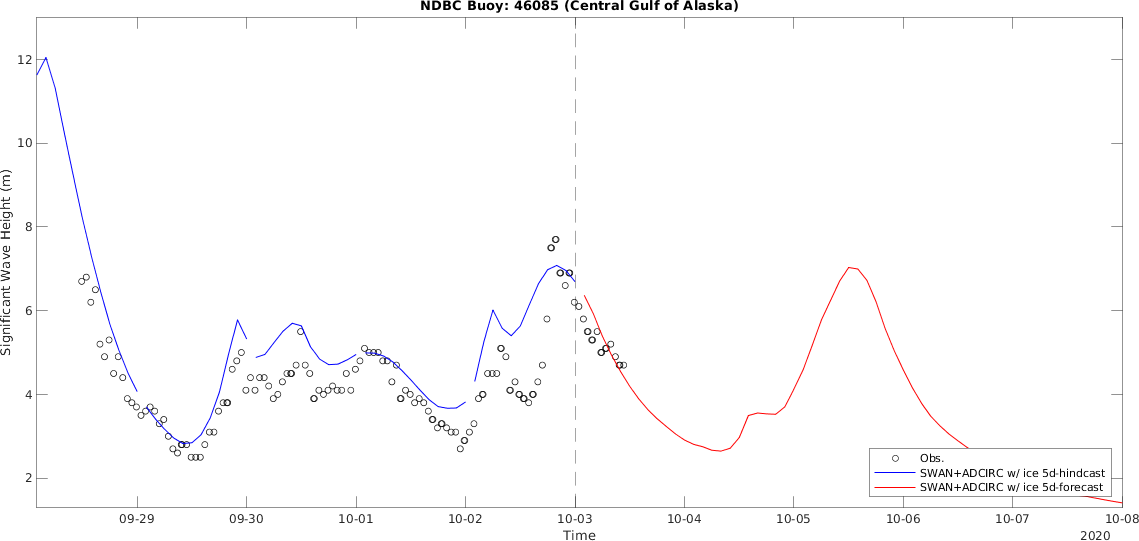 NDBC Buoy: 46085 (Central Gulf of Alaska)
Significant Wave Height (m)
12
10
8
6
4
2
09-29
09-30
10-01
10-02
10-03
10-04
10-05
10-06
10-07
10-08
Time
2020
Obs.
SWAN+ADCIRC w/ ice 5d-hindcast
SWAN+ADCIRC w/ ice 5d-forecast